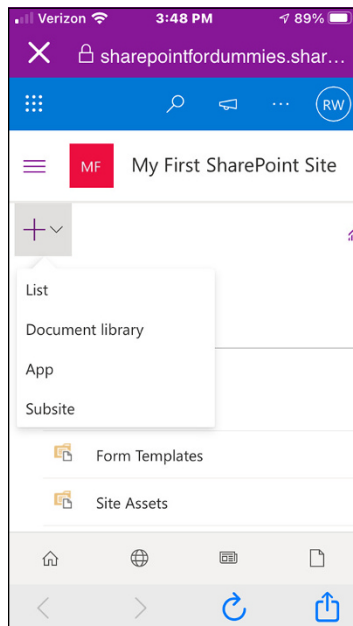 Verizon 3:48 PM 89%
sharepointfordummies.shar...
... RW
MF My First SharePoint Site
List
Document library
App
Subsite
Form Templates
Site Assets